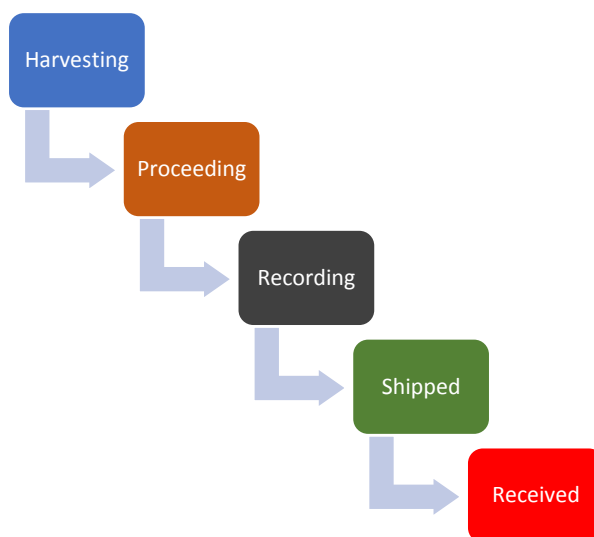 Harvesting
Proceeding
Recording
Shipped
Received